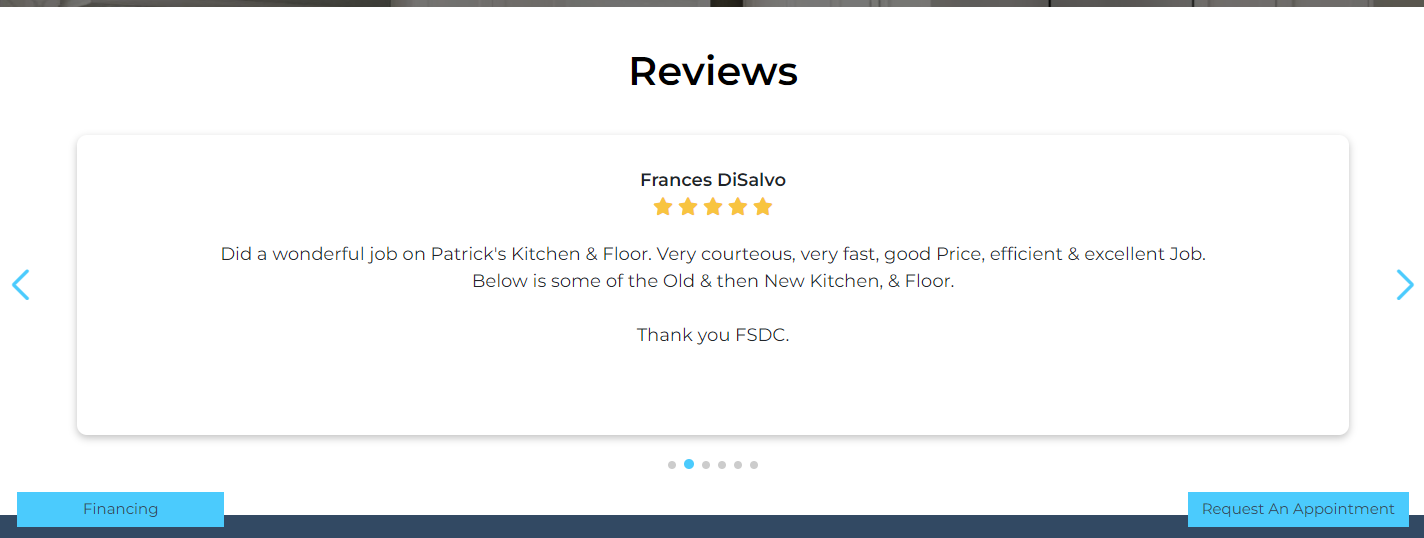 Reviews
Frances DiSalvo
Did a wonderful job on Patrick's Kitchen & Floor. Very courteous, very fast, good Price, efficient & excellent Job.
Below is some of the Old & then New Kitchen, & Floor.
Thank you FSDC.
Financing
Request An Appointment